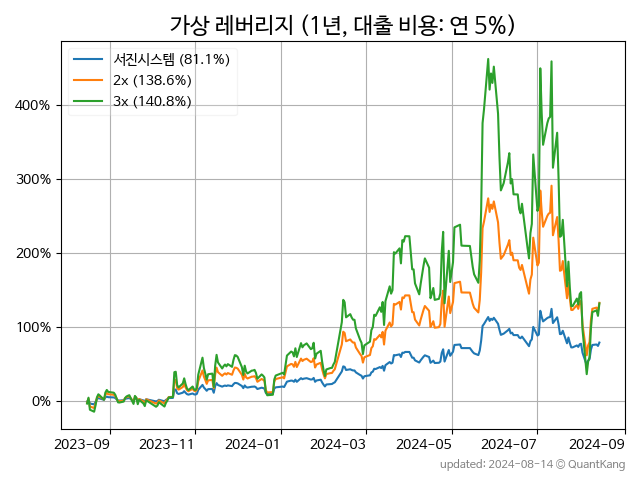 가상 레버리지 (1년, 대출 비용: 연 5%)
서진시스템 (81.1%)
2x (138.6%)
3x (140.8%)
400%
300%
200%
100%
0%
2023-09 2023-11 2024-01 2024-03 2024-05 2024-07 2024-09
updated: 2024-08-14 © QuantKang